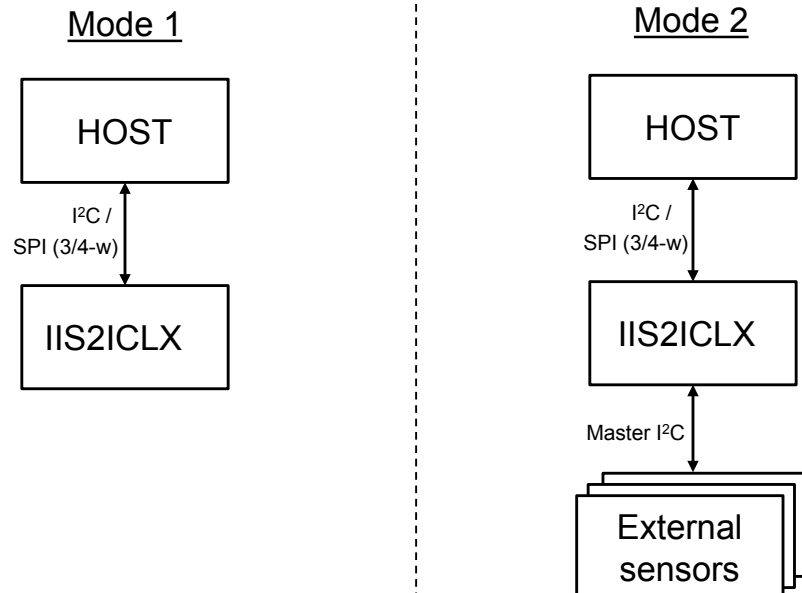 Mode 1
HOST
I²C /
SPI (3/4-w)
IIS2ICLX
Mode 2
HOST
I²C /
SPI (3/4-w)
IIS2ICLX
Master I²C
External
sensors